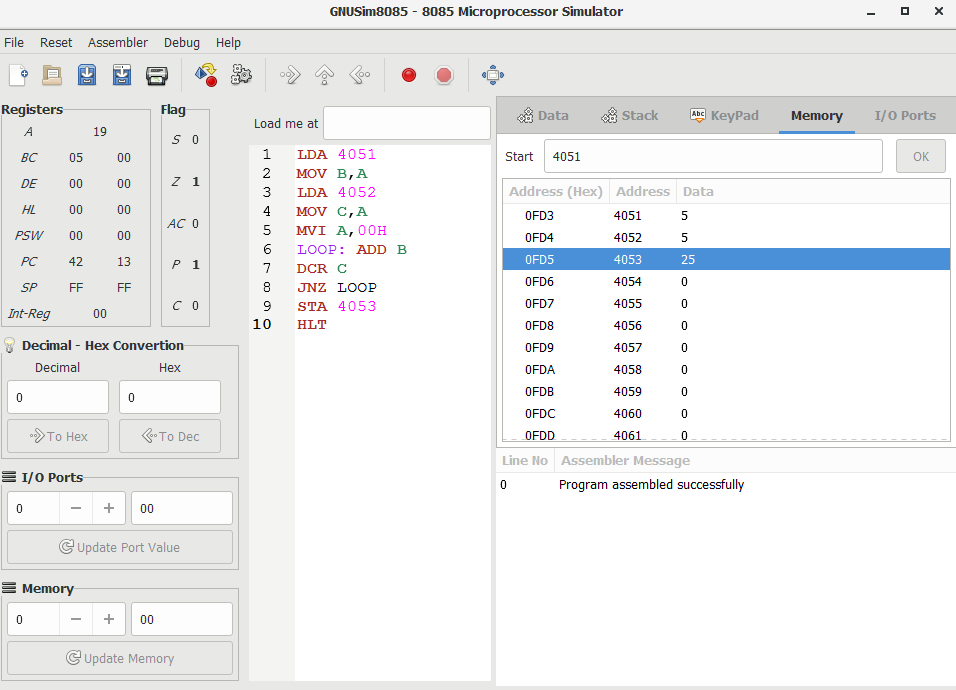 GNUSim8085 - 8085 Microprocessor Simulator
File Reset Assembler Debug Help
Registers
A 19
BC 05 00
DE 00 00
HL 00 00
PSW 00 00
PC 42 13
SP FF FF
Int-Reg 00
Flag
S 0
Z 1
AC 0
P 1
C 0
Decimal - Hex Convertion
Decimal Hex
0 0
To Hex To Dec
I/O Ports
0 − + 00
Update Port Value
Memory
0 − + 00
Update Memory
Load me at
1 LDA 4051
2 MOV B,A
3 LDA 4052
4 MOV C,A
5 MVI A,00H
6 LOOP: ADD B
7 DCR C
8 JNZ LOOP
9 STA 4053
10 HLT
Data Stack Abc KeyPad Memory I/O Ports
Start 4051 OK
Address (Hex) Address Data
0FD3 4051 5
0FD4 4052 5
0FD5 4053 25
0FD6 4054 0
0FD7 4055 0
0FD8 4056 0
0FD9 4057 0
0FDA 4058 0
0FDB 4059 0
0FDC 4060 0
0FDD 4061 0
Line No Assembler Message
0 Program assembled successfully